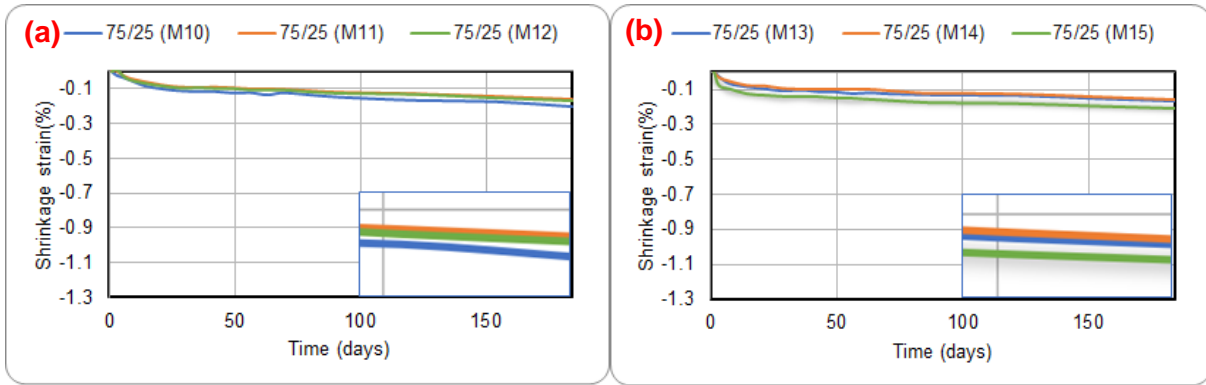 (a) 75/25 (M10) 75/25 (M11) 75/25 (M12)
Shrinkage strain(%)
-0.1
-0.3
-0.5
-0.7
-0.9
-1.1
-1.3
0 50 100 150
Time (days)
(b) 75/25 (M13) 75/25 (M14) 75/25 (M15)
Shrinkage strain(%)
-0.1
-0.3
-0.5
-0.7
-0.9
-1.1
-1.3
0 50 100 150
Time (days)